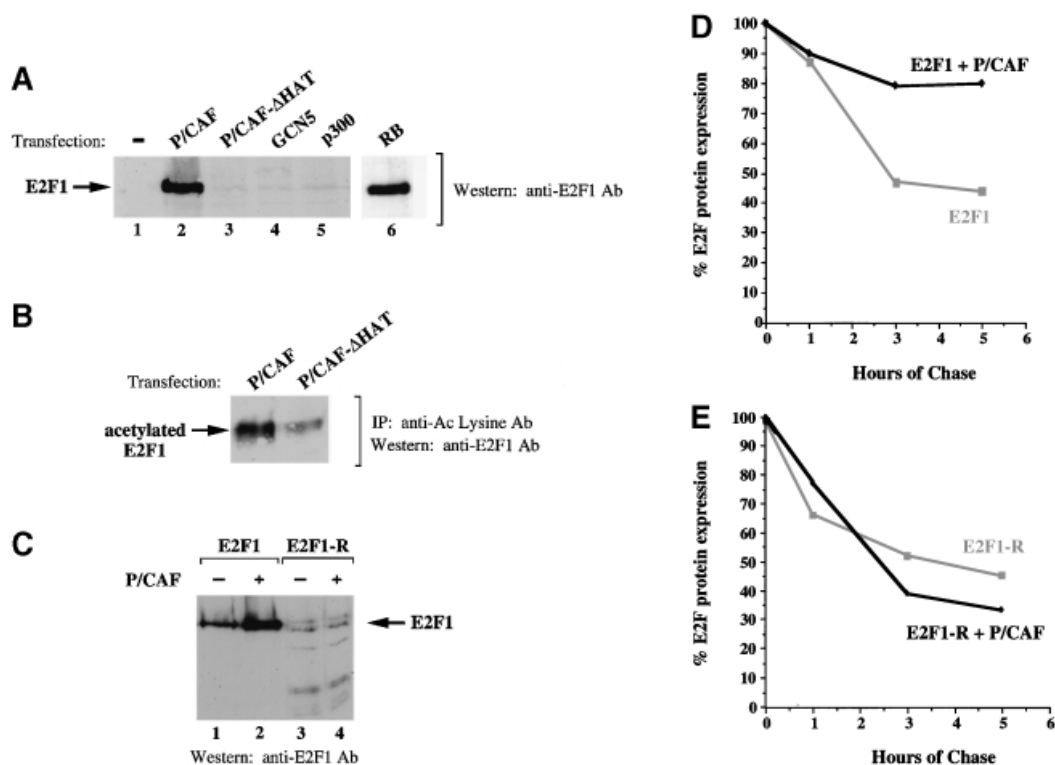 A
Transfection: – P/CAF P/CAF-ΔHAT GCN5 p300 RB
E2F1
Western: anti-E2F1 Ab
1 2 3 4 5 6
B
Transfection: P/CAF P/CAF-ΔHAT
acetylated
E2F1
IP: anti-Ac Lysine Ab
Western: anti-E2F1 Ab
C
E2F1 E2F1-R
P/CAF – + – +
E2F1
1 2 3 4
Western: anti-E2F1 Ab
D
% E2F protein expression
100
90
80
70
60
50
40
30
20
10
0
E2F1 + P/CAF
E2F1
0 1 2 3 4 5 6
Hours of Chase
E
% E2F protein expression
100
90
80
70
60
50
40
30
20
10
0
E2F1-R
E2F1-R + P/CAF
0 1 2 3 4 5 6
Hours of Chase